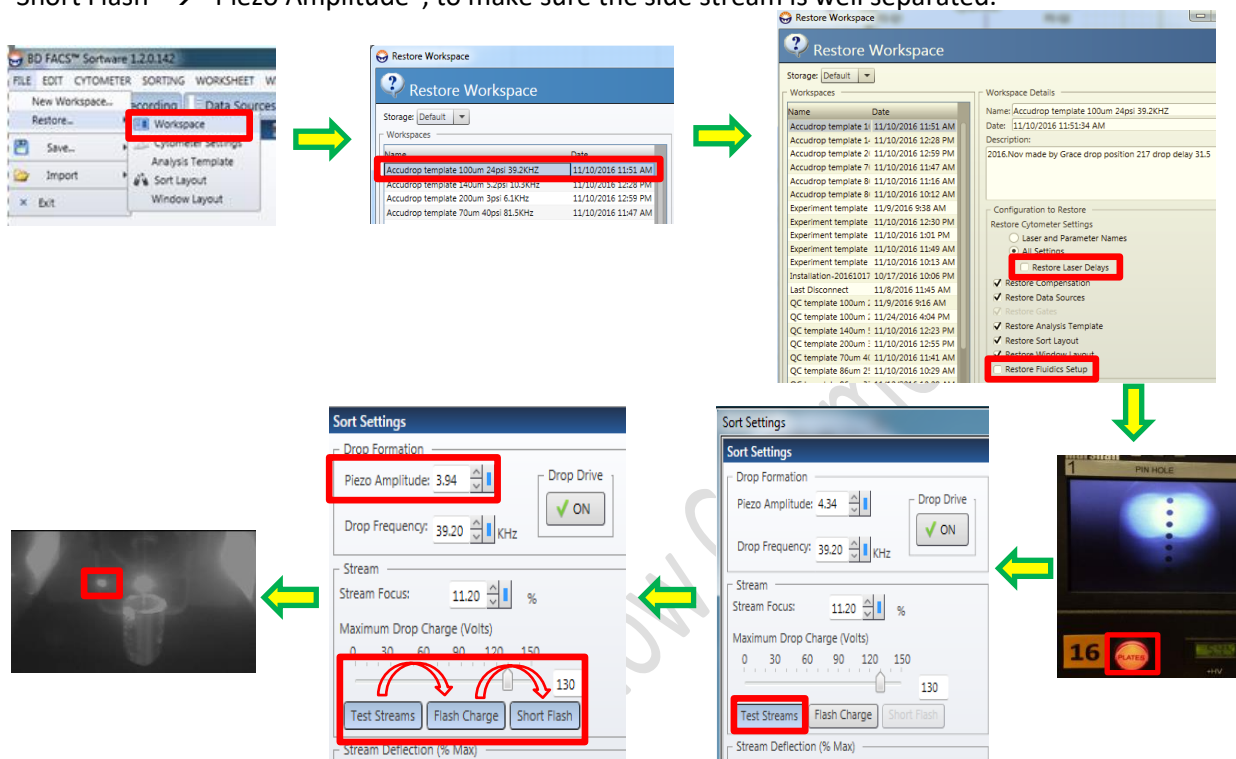 "Short Flash" → "Piezo Amplitude", to make sure the side stream is well separated.
BD FACS™ Sortware 1.2.0.142
FILE EDIT CYTOMETER SORTING WORKSHEET
New Workspace...
Restore...
Save...
Import
Exit
Recording Data Sources
Workspace
Cytometer Settings
Analysis Template
Sort Layout
Window Layout
Restore Workspace
Restore Workspace
Storage: Default
Workspaces
Name Date
Accudrop template 100um 24psi 39.2KHZ 11/10/2016 11:51 AM
Accudrop template 140um 5.2psi 10.3KHz 11/10/2016 12:28 PM
Accudrop template 200um 3psi 6.1KHz 11/10/2016 12:59 PM
Accudrop template 70um 40psi 81.5KHz 11/10/2016 11:47 AM
Restore Workspace
Restore Workspace
Storage: Default
Workspaces
Name Date
Accudrop template 1 11/10/2016 11:51 AM
Accudrop template 1 11/10/2016 12:28 PM
Accudrop template 2 11/10/2016 12:59 PM
Accudrop template 7 11/10/2016 11:47 AM
Accudrop template 8 11/10/2016 11:16 AM
Accudrop template 8 11/10/2016 10:12 AM
Experiment template 11/9/2016 9:38 AM
Experiment template 11/10/2016 12:30 PM
Experiment template 11/10/2016 1:01 PM
Experiment template 11/10/2016 11:49 AM
Experiment template 11/10/2016 10:13 AM
Installation-20161017 10/17/2016 10:06 PM
Last Disconnect 11/8/2016 11:45 AM
QC template 100um 11/9/2016 9:16 AM
QC template 100um 11/24/2016 4:04 PM
QC template 140um 11/10/2016 12:23 PM
QC template 200um 11/10/2016 12:55 PM
QC template 70um 40 11/10/2016 11:41 AM
QC template 86um 25 11/10/2016 10:29 AM
Workspace Details
Name: Accudrop template 100um 24psi 39.2KHZ
Date: 11/10/2016 11:51:34 AM
Description:
2016.Nov made by Grace drop position 217 drop delay 31.5
Configuration to Restore
Restore Cytometer Settings
Laser and Parameter Names
All Settings
Restore Laser Delays
Restore Compensation
Restore Data Sources
Restore Gates
Restore Analysis Template
Restore Sort Layout
Restore Window Layout
Restore Fluidics Setup
Sort Settings
Drop Formation
Piezo Amplitude: 3.94
Drop Drive
ON
Drop Frequency: 39.20 KHz
Stream
Stream Focus: 11.20 %
Maximum Drop Charge (Volts)
0 30 60 90 120 150
130
Test Streams Flash Charge Short Flash
Stream Deflection (% Max)
Sort Settings
Sort Settings
Drop Formation
Piezo Amplitude: 4.34
Drop Drive
ON
Drop Frequency: 39.20 KHz
Stream
Stream Focus: 11.20 %
Maximum Drop Charge (Volts)
0 30 60 90 120 150
130
Test Streams Flash Charge Short Flash
Stream Deflection (% Max)
1
PIN HOLE
16
PLATES
+HV